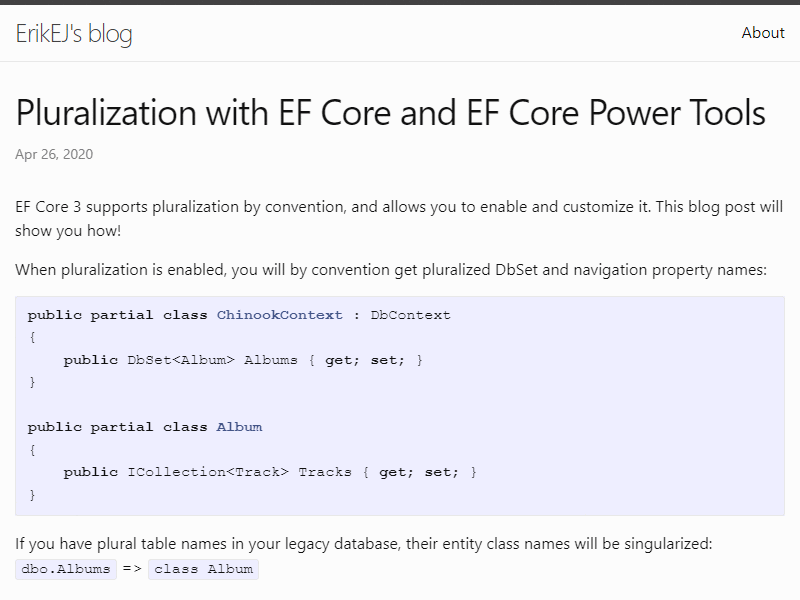 ErikEJ's blog
About
Pluralization with EF Core and EF Core Power Tools
Apr 26, 2020
EF Core 3 supports pluralization by convention, and allows you to enable and customize it. This blog post will
show you how!
When pluralization is enabled, you will by convention get pluralized DbSet and navigation property names:
public partial class ChinookContext : DbContext
{
    public DbSet<Album> Albums { get; set; }
}
public partial class Album
{
    public ICollection<Track> Tracks { get; set; }
}
If you have plural table names in your legacy database, their entity class names will be singularized:
dbo.Albums => class Album